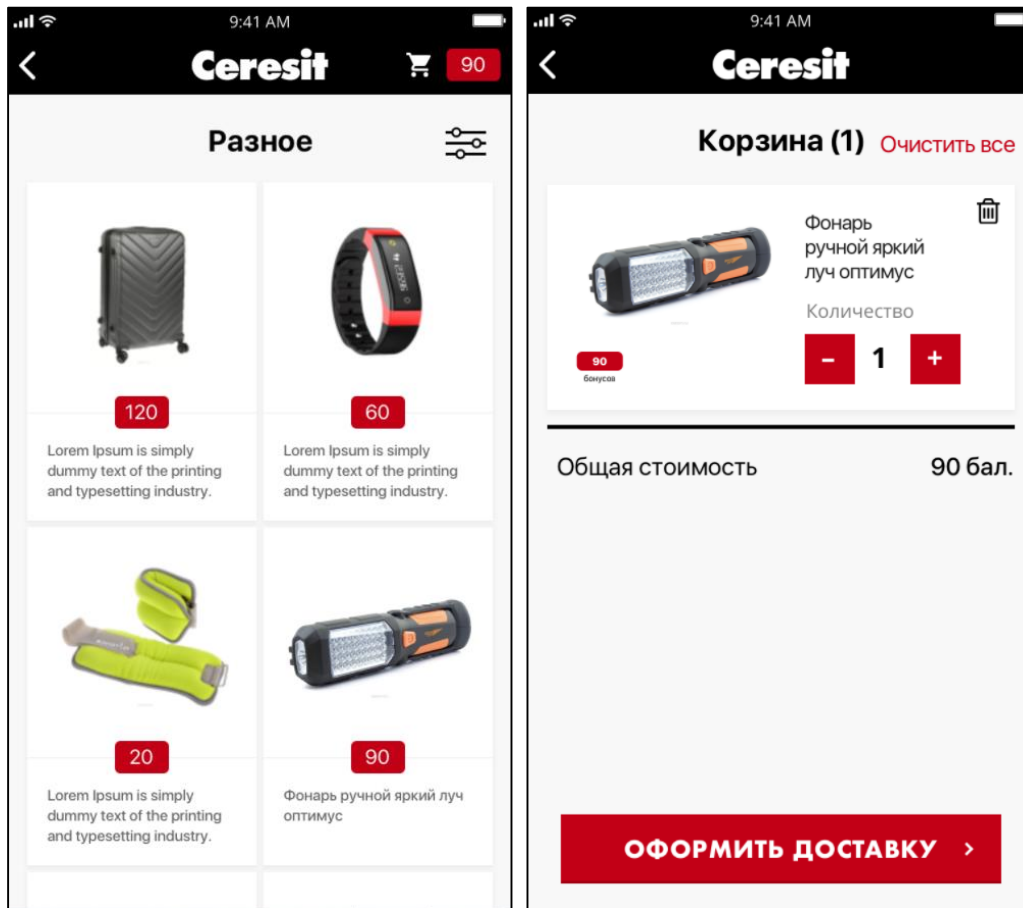 9:41 AM
Ceresit
90
Разное
120
60
Lorem Ipsum is simply
dummy text of the printing
and typesetting industry.
Lorem Ipsum is simply
dummy text of the printing
and typesetting industry.
20
90
Lorem Ipsum is simply
dummy text of the printing
and typesetting industry.
Фонарь ручной яркий луч
оптимус
9:41 AM
Ceresit
Корзина (1)
Очистить все
Фонарь
ручной яркий
луч оптимус
Количество
90
бонусов
– 1 +
Общая стоимость
90 бал.
ОФОРМИТЬ ДОСТАВКУ >